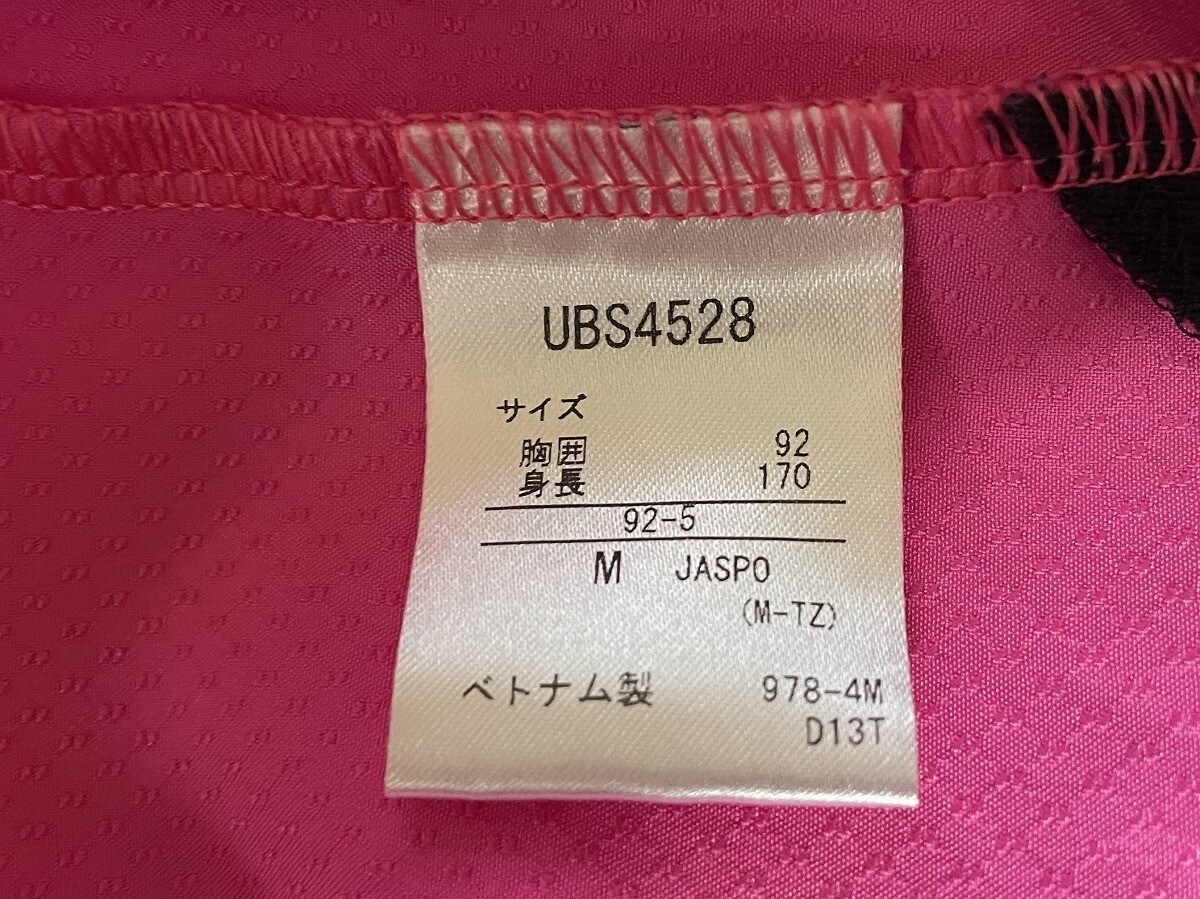 UBS4528
サイズ
胸囲 92
身長 170
92-5
M JASPO
(M-TZ)
ベトナム製 978-4M
D13T